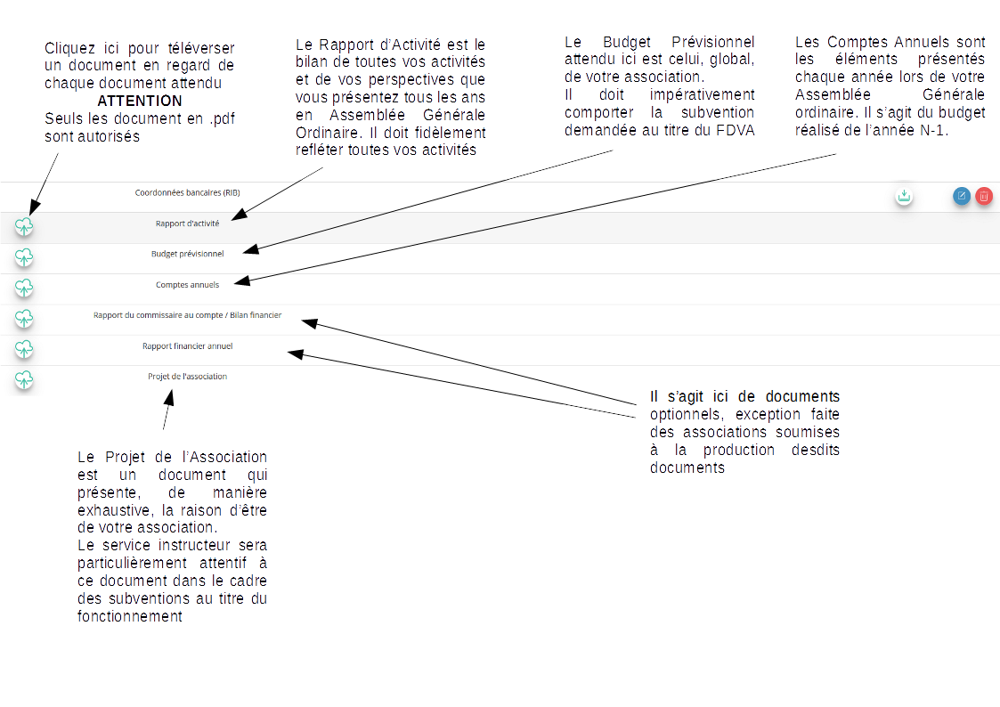 Cliquez ici pour téléverser
un document en regard de
chaque document attendu
ATTENTION
Seuls les document en .pdf
sont autorisés
Le Rapport d’Activité est le
bilan de toutes vos activités
et de vos perspectives que
vous présentez tous les ans
en Assemblée Générale
Ordinaire. Il doit fidèlement
refléter toutes vos activités
Le Budget Prévisionnel
attendu ici est celui, global,
de votre association.
Il doit impérativement
comporter la subvention
demandée au titre du FDVA
Les Comptes Annuels sont
les éléments présentés
chaque année lors de votre
Assemblée Générale
ordinaire. Il s’agit du budget
réalisé de l’année N-1.
Coordonnées bancaires (RIB)
Rapport d'activité
Budget prévisionnel
Comptes annuels
Rapport du commissaire au compte / Bilan financier
Rapport financier annuel
Projet de l'association
Il s’agit ici de documents
optionnels, exception faite
des associations soumises
à la production desdits
documents
Le Projet de l’Association
est un document qui
présente, de manière
exhaustive, la raison d’être
de votre association.
Le service instructeur sera
particulièrement attentif à
ce document dans le cadre
des subventions au titre du
fonctionnement